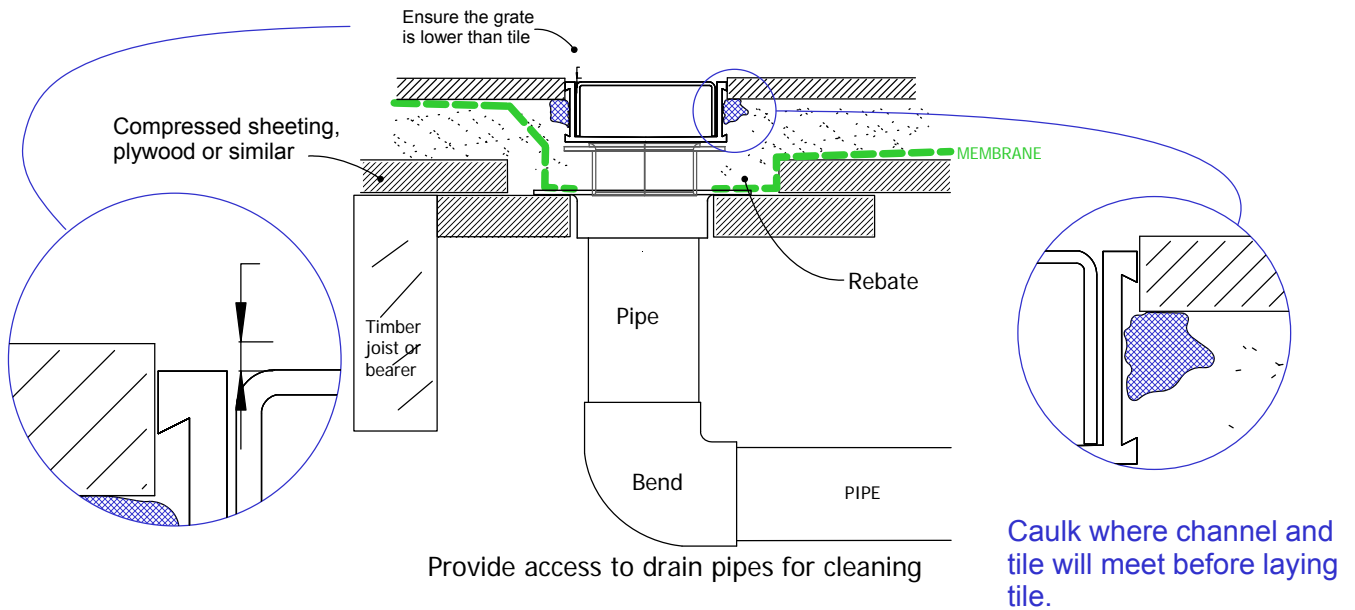 Ensure the grate
is lower than tile
Compressed sheeting,
plywood or similar
MEMBRANE
Rebate
Pipe
Timber
joist or
bearer
Bend
PIPE
Provide access to drain pipes for cleaning
Caulk where channel and
tile will meet before laying
tile.